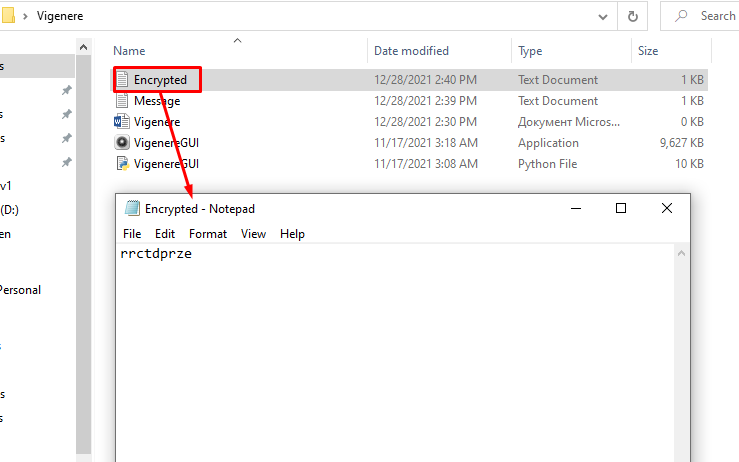 Vigenere
Search
Name Date modified Type Size
Encrypted 12/28/2021 2:40 PM Text Document 1 KB
Message 12/28/2021 2:39 PM Text Document 1 KB
Vigenere 12/28/2021 2:30 PM Документ Micros... 0 KB
VigenereGUI 11/17/2021 3:18 AM Application 9,627 KB
VigenereGUI 11/17/2021 3:08 AM Python File 10 KB
s
s
s
v1
(D:)
en
Personal
s
s
Encrypted - Notepad
File Edit Format View Help
rrctdprze